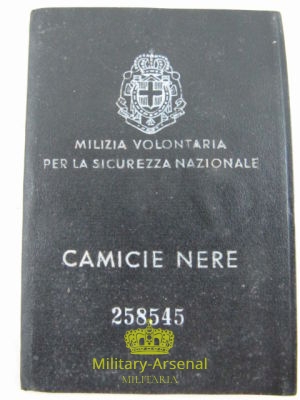 MILIZIA VOLONTARIA
PER LA SICUREZZA NAZIONALE
CAMICIE NERE
258545
Military-Arsenal
MILITARIA